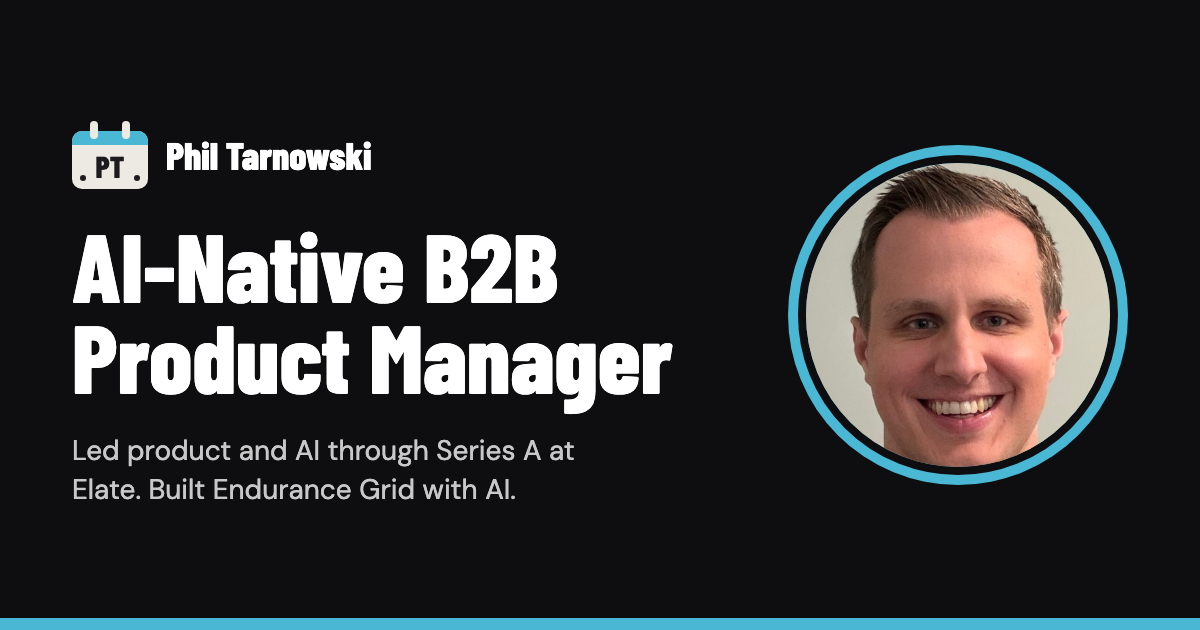 PT
Phil Tarnowski
AI-Native B2B
Product Manager
Led product and AI through Series A at
Elate. Built Endurance Grid with AI.